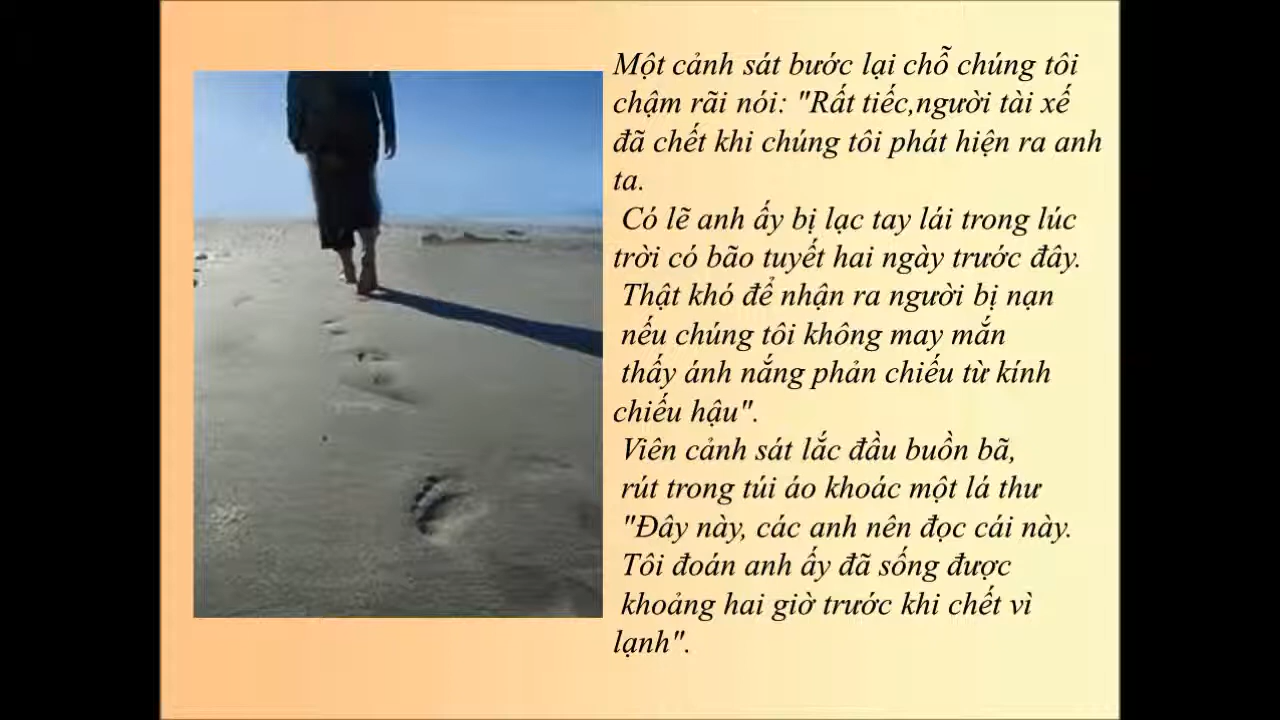 Một cảnh sát bước lại chỗ chúng tôi
chậm rãi nói: "Rất tiếc,người tài xế
đã chết khi chúng tôi phát hiện ra anh
ta.
Có lẽ anh ấy bị lạc tay lái trong lúc
trời có bão tuyết hai ngày trước đây.
Thật khó để nhận ra người bị nạn
nếu chúng tôi không may mắn
thấy ánh nắng phản chiếu từ kính
chiếu hậu".
Viên cảnh sát lắc đầu buồn bã,
rút trong túi áo khoác một lá thư
"Đây này, các anh nên đọc cái này.
Tôi đoán anh ấy đã sống được
khoảng hai giờ trước khi chết vì
lạnh".